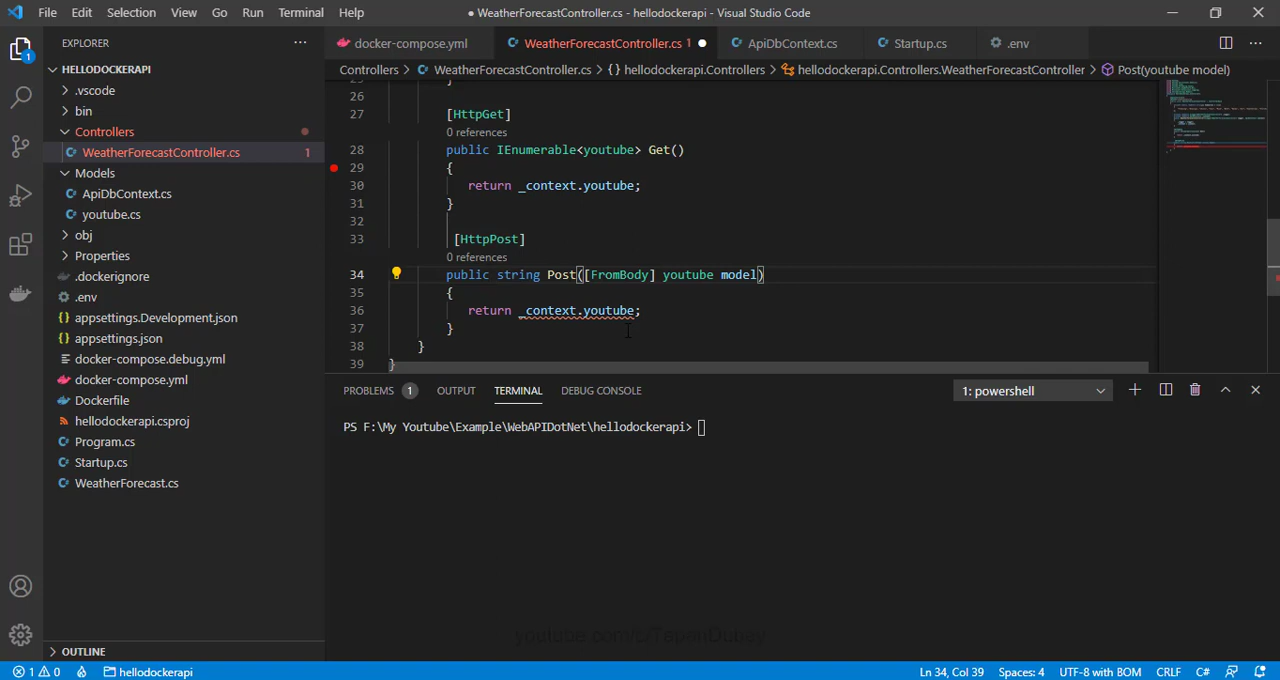 File Edit Selection View Go Run Terminal Help
● WeatherForecastController.cs - hellodockerapi - Visual Studio Code
EXPLORER
docker-compose.yml WeatherForecastController.cs 1 ApiDbContext.cs Startup.cs .env
Controllers > WeatherForecastController.cs > {} hellodockerapi.Controllers > hellodockerapi.Controllers.WeatherForecastController > Post(youtube model)
HELLODOCKERAPI
.vscode
bin
Controllers
WeatherForecastController.cs 1
Models
ApiDbContext.cs
youtube.cs
obj
Properties
.dockerignore
.env
appsettings.Development.json
appsettings.json
docker-compose.debug.yml
docker-compose.yml
Dockerfile
hellodockerapi.csproj
Program.cs
Startup.cs
WeatherForecast.cs
OUTLINE
26
27 [HttpGet]
0 references
28 public IEnumerable<youtube> Get()
29 {
30 return _context.youtube;
31 }
32
33 [HttpPost]
0 references
34 public string Post([FromBody] youtube model)
35 {
36 return _context.youtube;
37 }
38 }
39 }
PROBLEMS 1 OUTPUT TERMINAL DEBUG CONSOLE 1: powershell
PS F:\My Youtube\Example\WebAPIDotNet\hellodockerapi>
1 0 hellodockerapi Ln 34, Col 39 Spaces: 4 UTF-8 with BOM CRLF C#